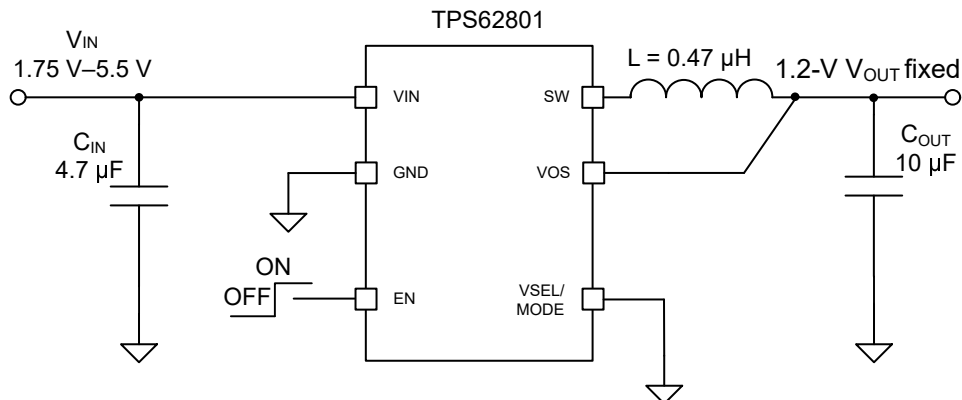 TPS62801
VIN
1.75 V–5.5 V
L = 0.47 µH
1.2-V VOUT fixed
VIN
SW
CIN
4.7 µF
COUT
10 µF
GND
VOS
ON
OFF
EN
VSEL/
MODE